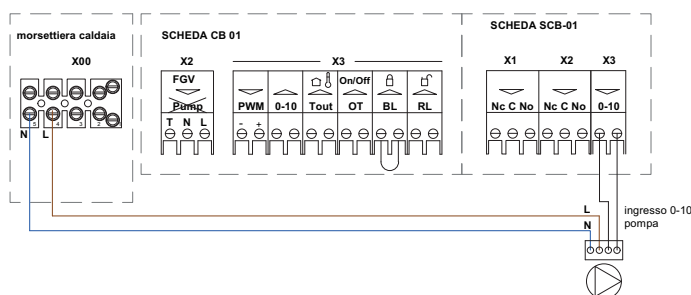 SCHEDA SCB-01
morsettiera caldaia
SCHEDA CB 01
X00
X2
X3
X1
X2
X3
FGV
Pump
T N L
PWM
- +
0-10
Tout
On/Off
OT
BL
RL
Nc C No
Nc C No
0-10
5 4 3 2
N L
L
N
ingresso 0-10
pompa